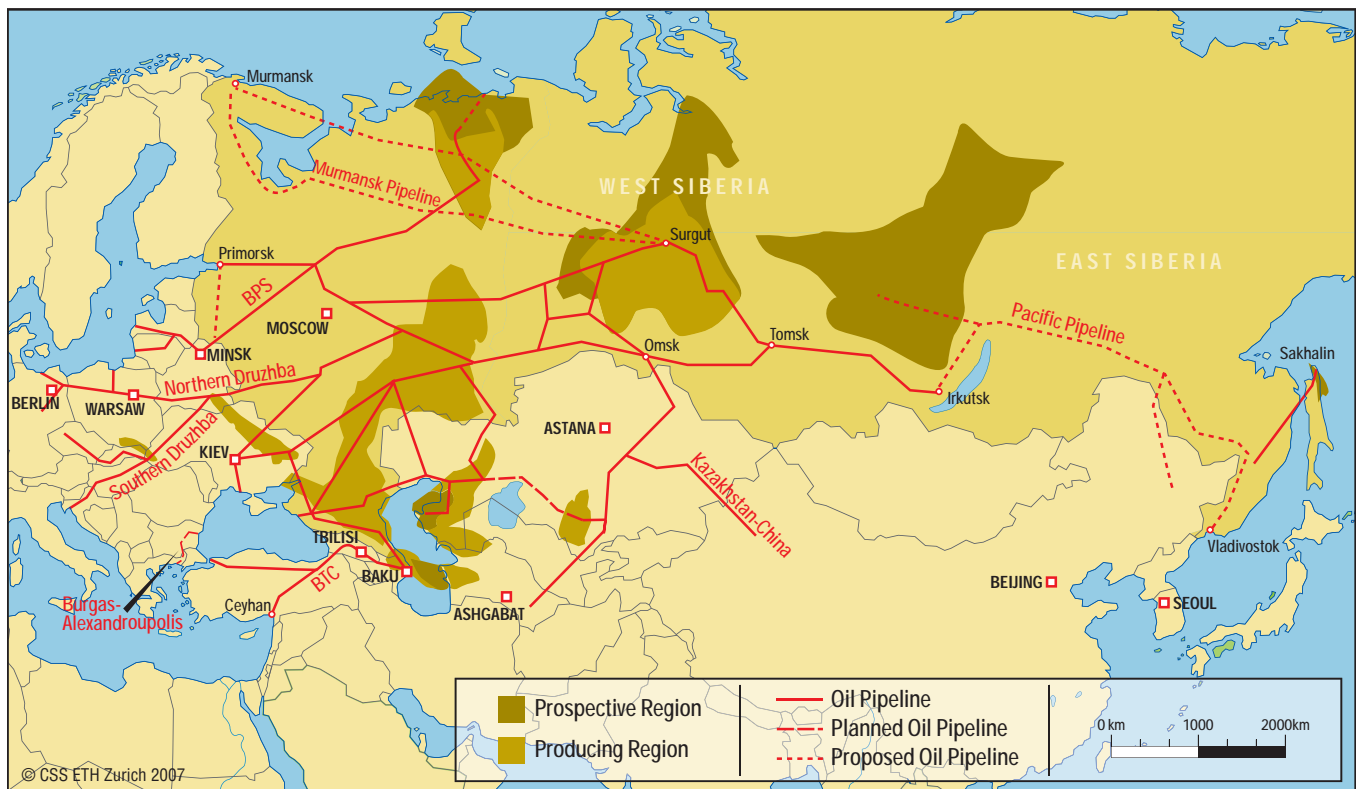 Murmansk
Murmansk Pipeline
WEST SIBERIA
Surgut
Primorsk
EAST SIBERIA
BPS
MOSCOW
Pacific Pipeline
Tomsk
Sakhalin
MINSK
Omsk
Northern Druzhba
BERLIN
WARSAW
Irkutsk
ASTANA
KIEV
Southern Druzhba
Kazakhstan-China
TBILISI
Vladivostok
BTC
BAKU
BEIJING
Ceyhan
ASHGABAT
SEOUL
Burgas-
Alexandroupolis
Prospective Region
Producing Region
Oil Pipeline
Planned Oil Pipeline
Proposed Oil Pipeline
0 km 1000 2000km
© CSS ETH Zurich 2007